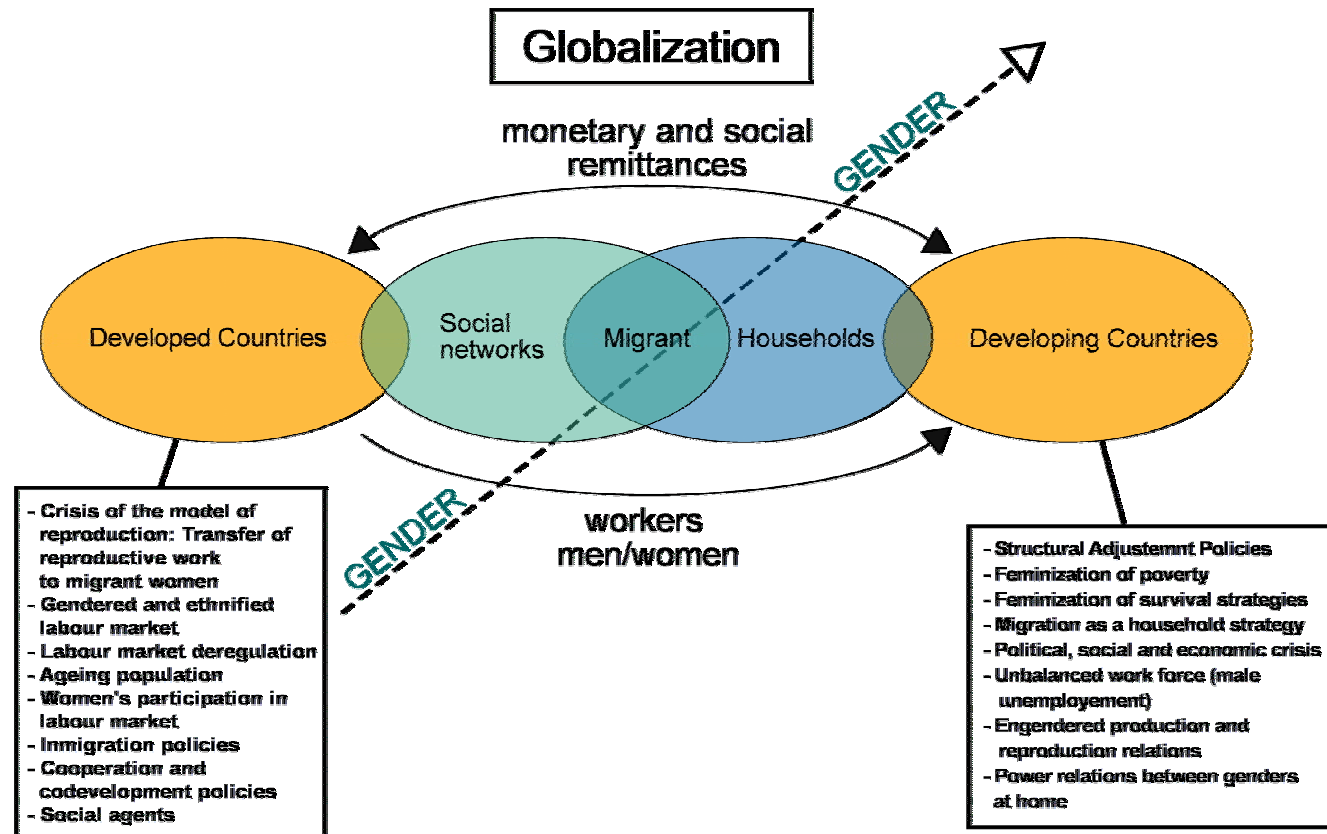 Globalization
monetary and social
remittances
GENDER
Developed Countries
Social
networks
Migrant
Households
Developing Countries
GENDER
workers
men/women
- Crisis of the model of
reproduction: Transfer of
reproductive work
to migrant women
- Gendered and ethnified
labour market
- Labour market deregulation
- Ageing population
- Women's participation in
labour market
- Inmigration policies
- Cooperation and
codevelopment policies
- Social agents
- Structural Adjustemnt Policies
- Feminization of poverty
- Feminization of survival strategies
- Migration as a household strategy
- Political, social and economic crisis
- Unbalanced work force (male
unemployement)
- Engendered production and
reproduction relations
- Power relations between genders
at home